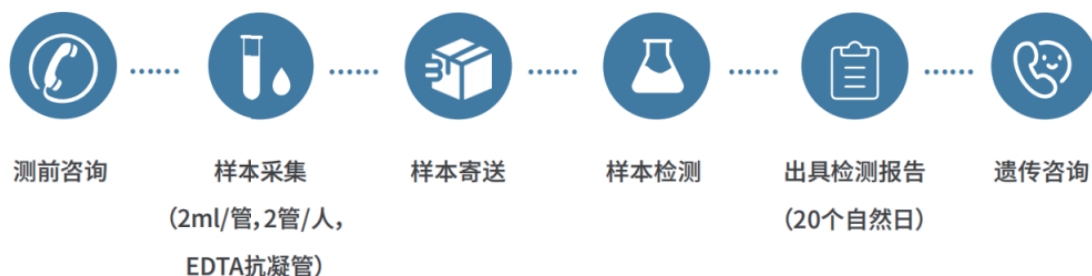 测前咨询
样本采集
(2ml/管,2管/人,
EDTA抗凝管)
样本寄送
样本检测
出具检测报告
(20个自然日)
遗传咨询